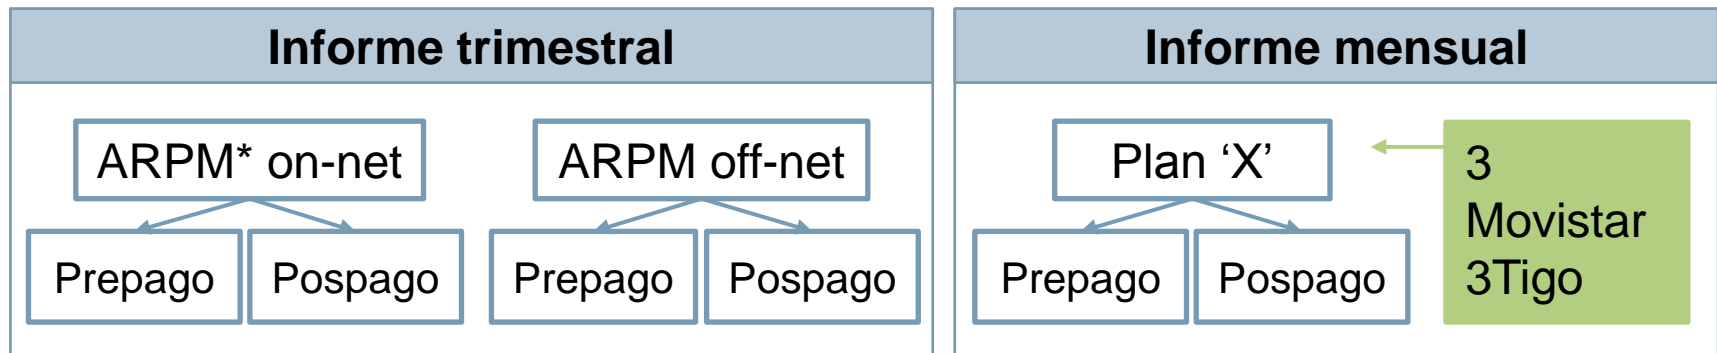 Informe trimestral
ARPM* on-net
ARPM off-net
Prepago
Pospago
Prepago
Pospago
Informe mensual
Plan ‘X’
Prepago
Pospago
3
Movistar
3Tigo